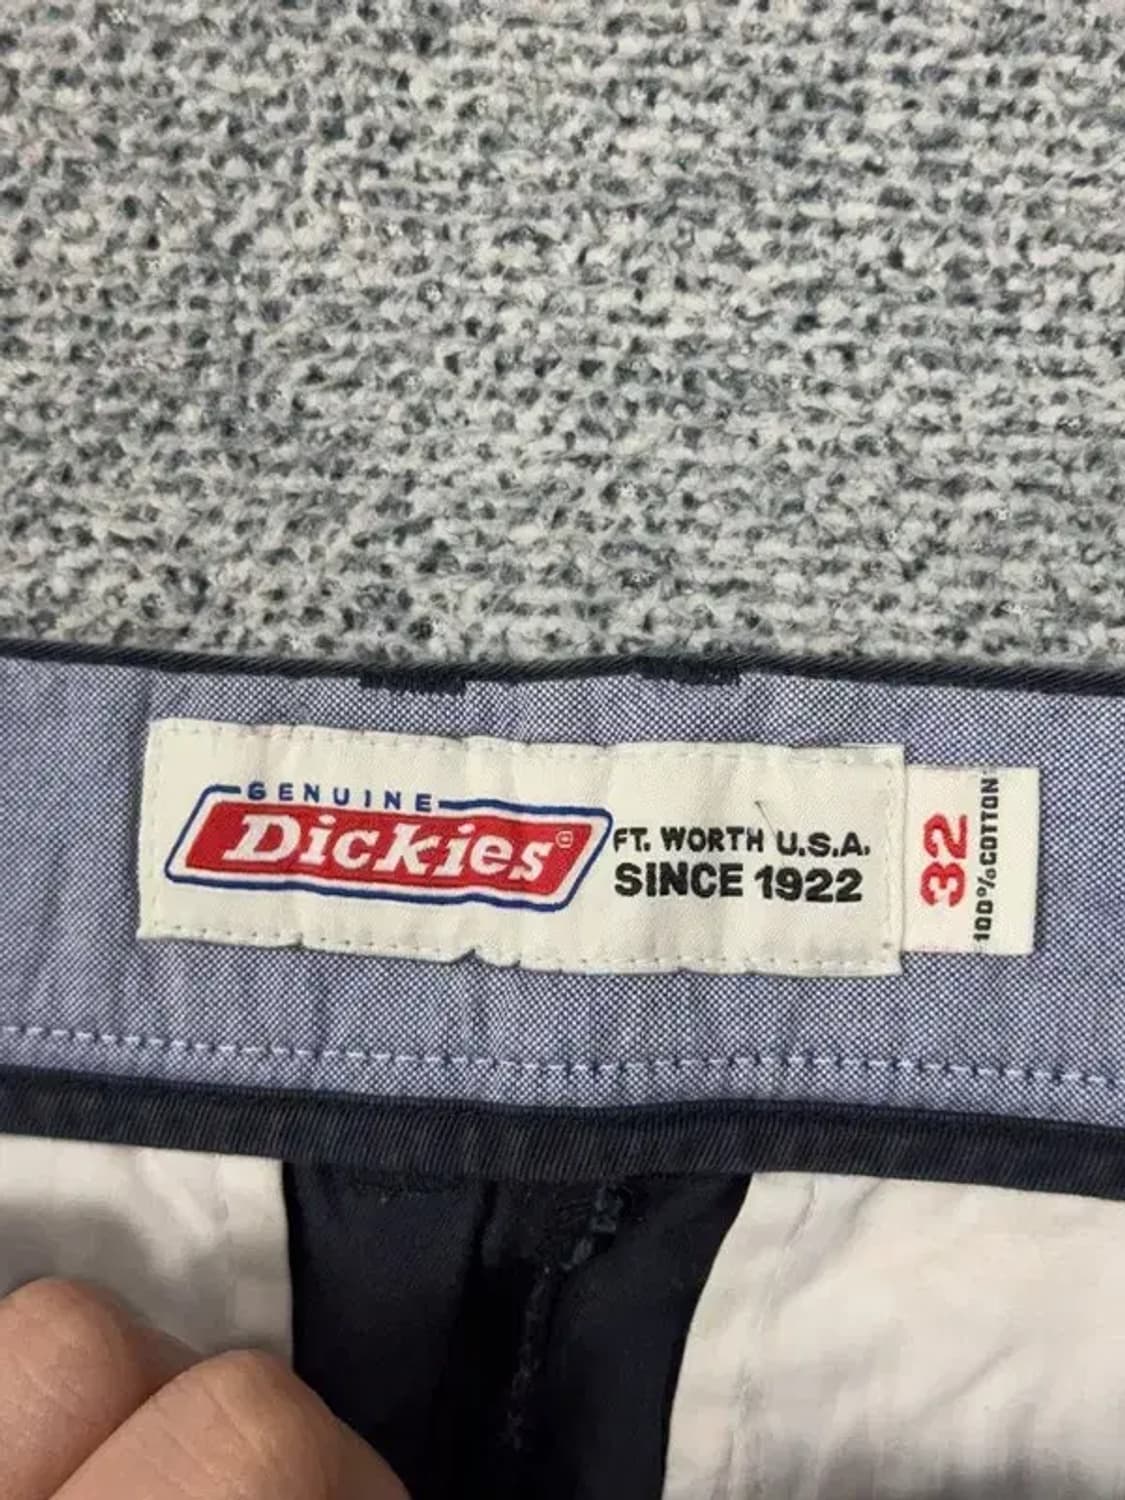 GENUINE
Dickies®
FT. WORTH U.S.A.
SINCE 1922
32
100%COTTON